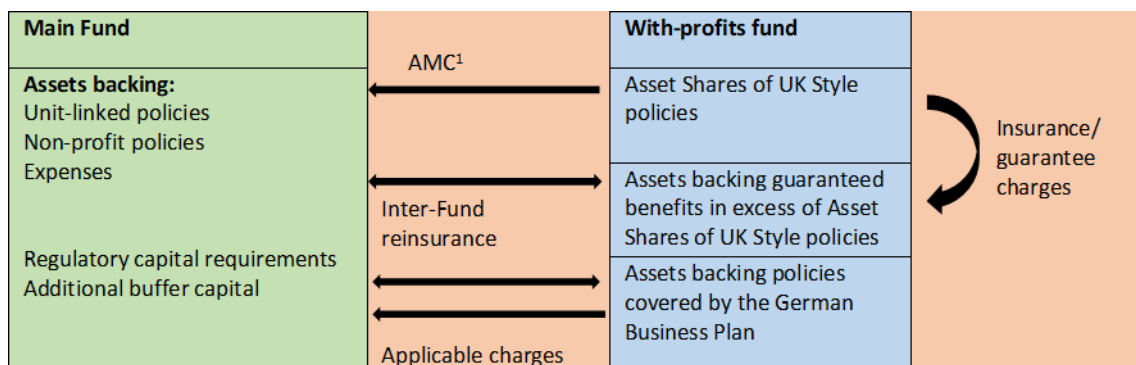 Main Fund
Assets backing:
Unit-linked policies
Non-profit policies
Expenses
Regulatory capital requirements
Additional buffer capital
AMC¹
Inter-Fund
reinsurance
Applicable charges
With-profits fund
Asset Shares of UK Style
policies
Assets backing guaranteed
benefits in excess of Asset
Shares of UK Style policies
Assets backing policies
covered by the German
Business Plan
Insurance/
guarantee
charges